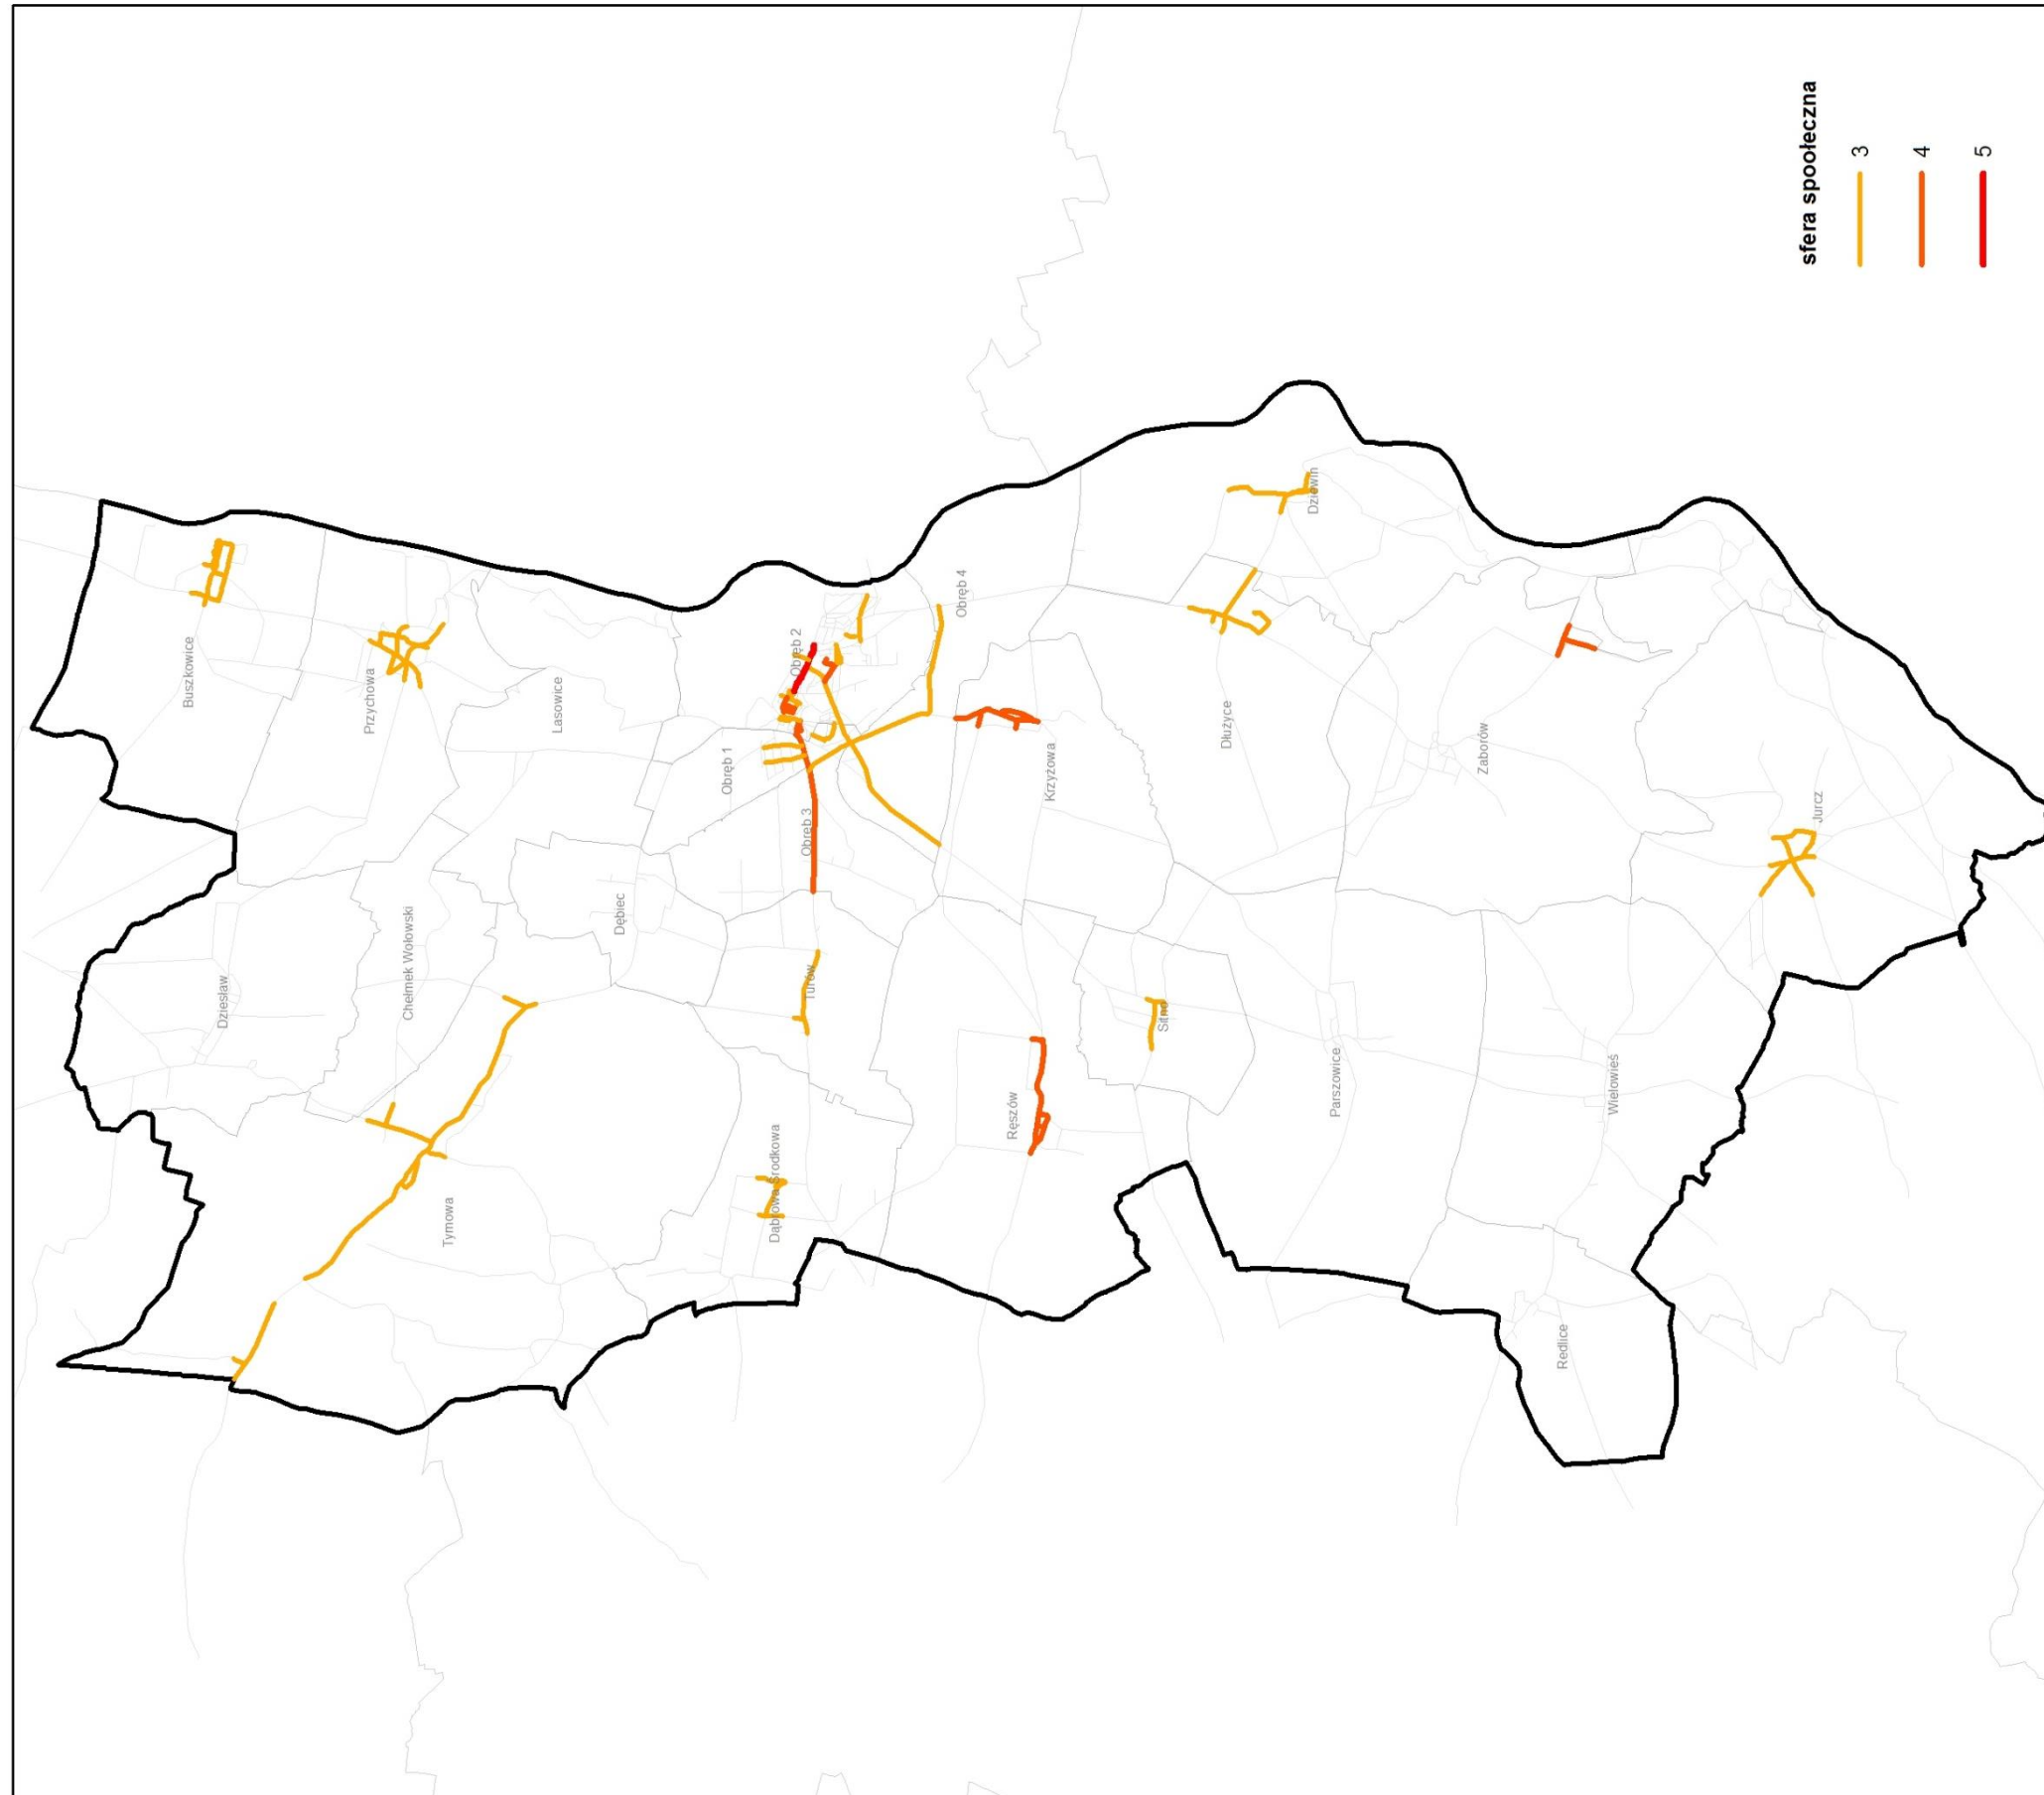 Buszkowice
Dziesław
Przychowa
Chełmek Wołowski
Tymowa
Lasowice
Dębiec
Obręb 1
Dąbrowa Środkowa
Obręb 2
Obręb 3
Turów
Obręb 4
Ręszów
Krzyżowa
Sitno
Dłużyce
Dziewin
Parszowice
Zaborów
Redlice
Wielowieś
Jurcz
sfera społeczna
3
4
5